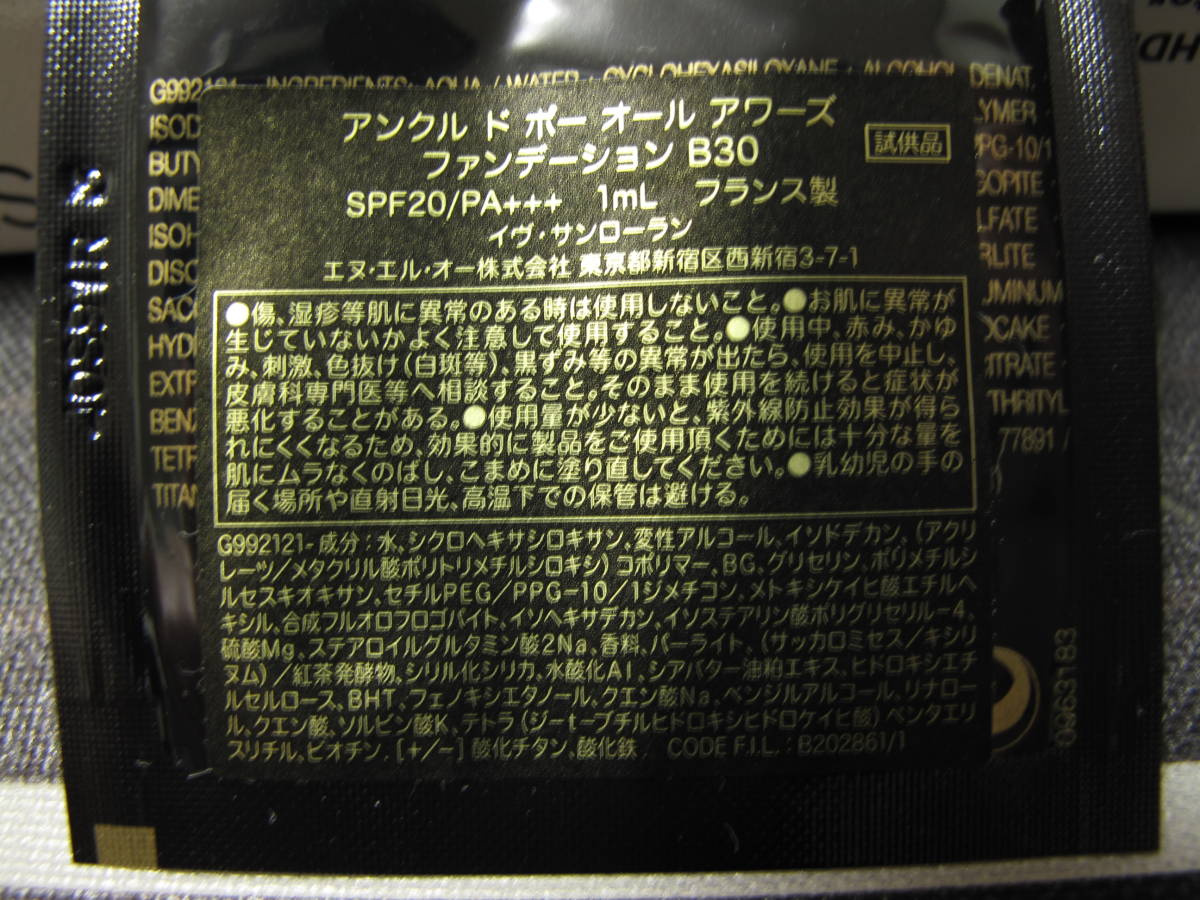 G992121 - INGREDIENTS: AQUA / WATER - CYCLOHEXASILOXANE - ALCOHOL DENAT.
アンクル ド ポー オール アワーズ
ファンデーション B30
試供品
SPF20/PA+++ 1mL フランス製
イヴ・サンローラン
エヌ・エル・オー株式会社 東京都新宿区西新宿3-7-1
●傷、湿疹等肌に異常のある時は使用しないこと。●お肌に異常が
生じていないかよく注意して使用すること。●使用中、赤み、かゆ
み、刺激、色抜け(白斑等)、黒ずみ等の異常が出たら、使用を中止し、
皮膚科専門医等へ相談すること。そのまま使用を続けると症状が
悪化することがある。●使用量が少ないと、紫外線防止効果が得ら
れにくくなるため、効果的に製品をご使用頂くためには十分な量を
肌にムラなくのばし、こまめに塗り直してください。●乳幼児の手の
届く場所や直射日光、高温下での保管は避ける。
G992121-成分:水、シクロヘキサシロキサン、変性アルコール、イソドデカン、(アクリ
レーツ/メタクリル酸ポリトリメチルシロキシ)コポリマー、BG、グリセリン、ポリメチルシ
ルセスキオキサン、セチルPEG/PPG-10/1ジメチコン、メトキシケイヒ酸エチルヘ
キシル、合成フルオロフロゴパイト、イソヘキサデカン、イソステアリン酸ポリグリセリル-4、
硫酸Mg、ステアロイルグルタミン酸2Na、香料、パーライト、(サッカロミセス/キシリ
ヌム)/紅茶発酵物、シリル化シリカ、水酸化Al、シアバター油粕エキス、ヒドロキシエチ
ルセルロース、BHT、フェノキシエタノール、クエン酸Na、ベンジルアルコール、リナロー
ル、クエン酸、ソルビン酸K、テトラ(ジ-t-ブチルヒドロキシヒドロケイヒ酸)ペンタエリ
スリチル、ビオチン、[+/-]酸化チタン、酸化鉄 CODE F.I.L.: B202861/1
ISOD
BUTY
DIME
ISOH
DISO
SACC
HYD
EXTR
BENZ
TETR
TITAN
YMER
PG-10/1
GOPITE
LFATE
RLITE
UMINUM
CAKE
ITRATE
THRITYL
77891 /
0963183
HD